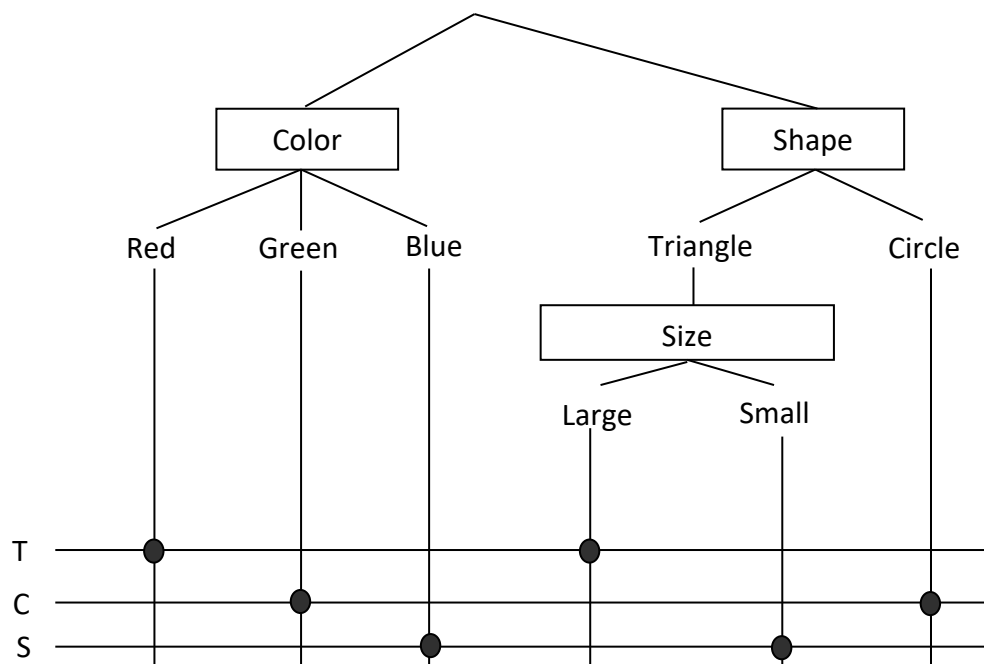 Color
Shape
Red Green Blue Triangle Circle
Size
Large Small
T
C
S